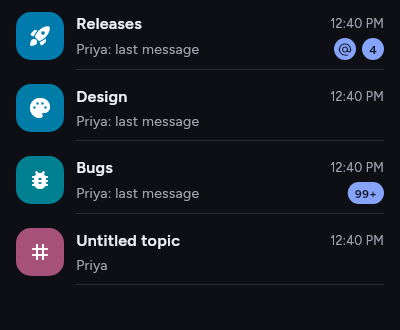 Releases 12:40 PM
Priya: last message @ 4
Design 12:40 PM
Priya: last message
Bugs 12:40 PM
Priya: last message 99+
# Untitled topic 12:40 PM
Priya